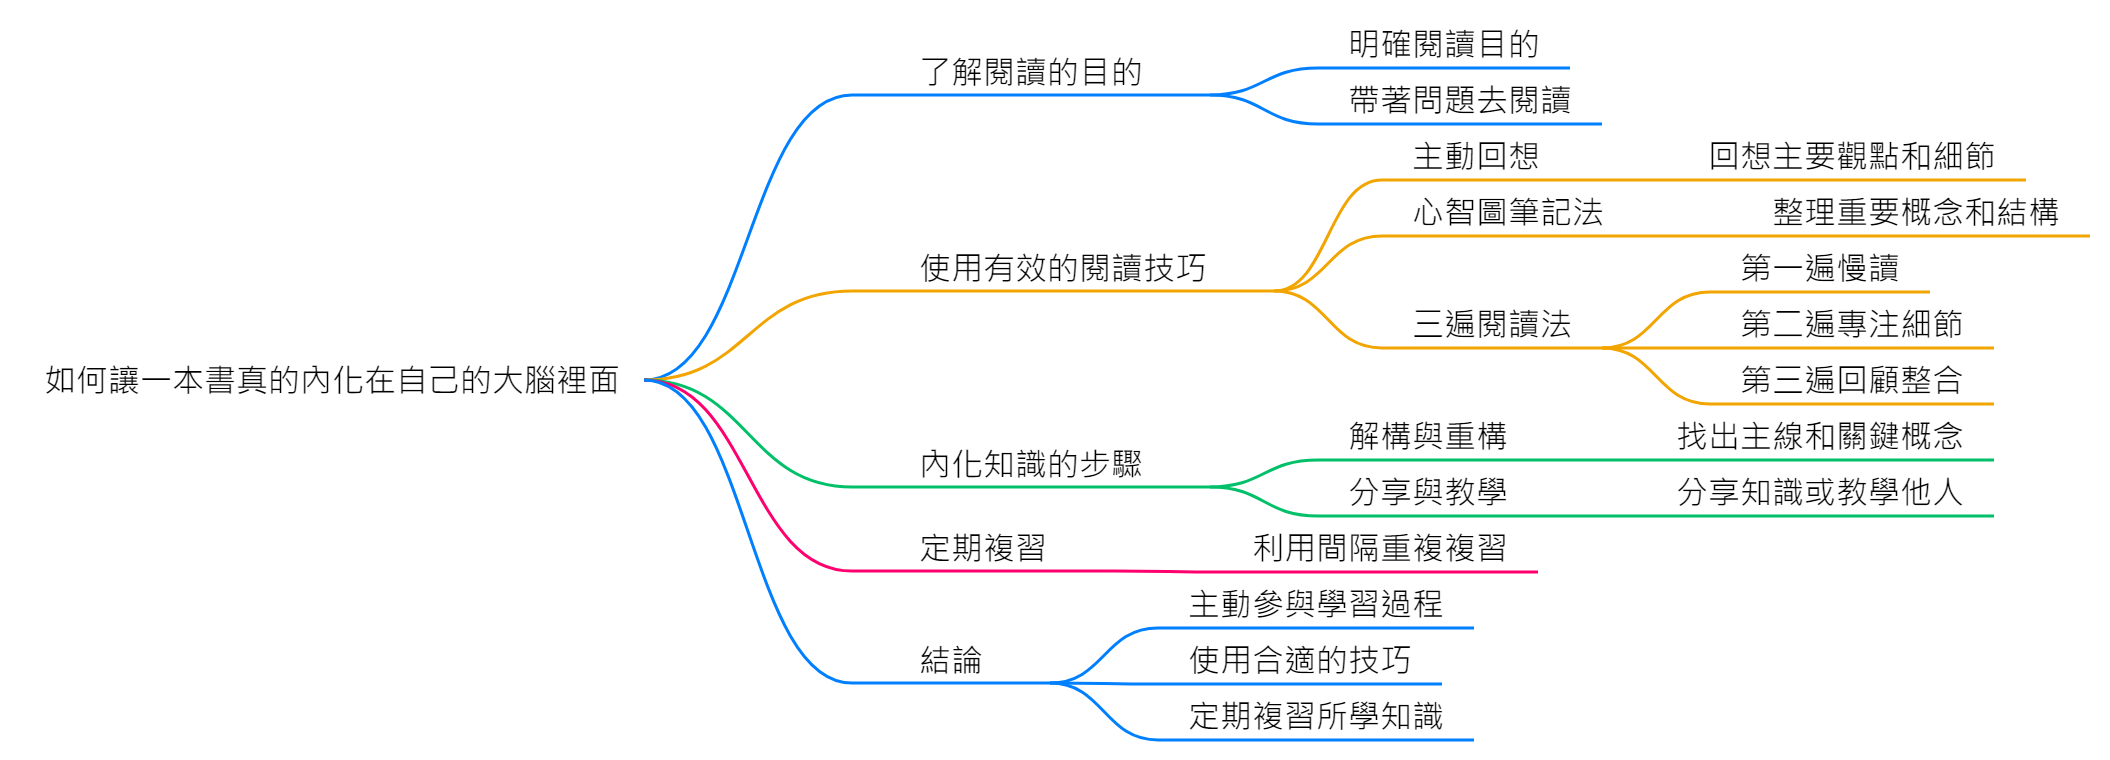 如何讓一本書真的內化在自己的大腦裡面
了解閱讀的目的
明確閱讀目的
帶著問題去閱讀
使用有效的閱讀技巧
主動回想
回想主要觀點和細節
心智圖筆記法
整理重要概念和結構
三遍閱讀法
第一遍慢讀
第二遍專注細節
第三遍回顧整合
內化知識的步驟
解構與重構
找出主線和關鍵概念
分享與教學
分享知識或教學他人
定期複習
利用間隔重複複習
結論
主動參與學習過程
使用合適的技巧
定期複習所學知識